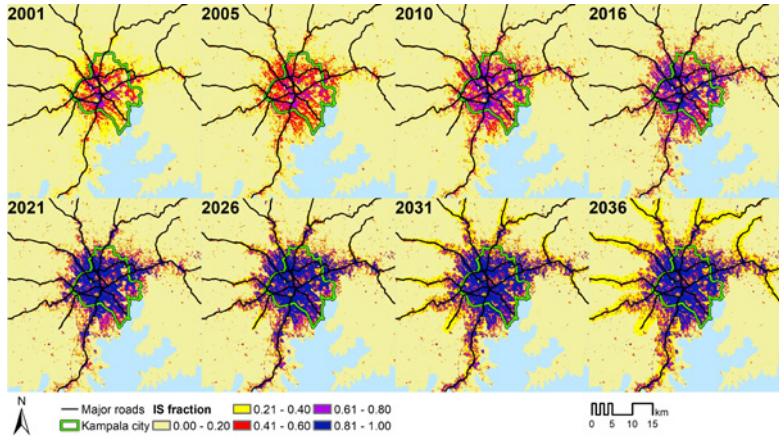 2001 2005 2010 2016
2021 2026 2031 2036
N
Major roads IS fraction 0.21 - 0.40 0.61 - 0.80
Kampala city 0.00 - 0.20 0.41 - 0.60 0.81 - 1.00
km
0 5 10 15